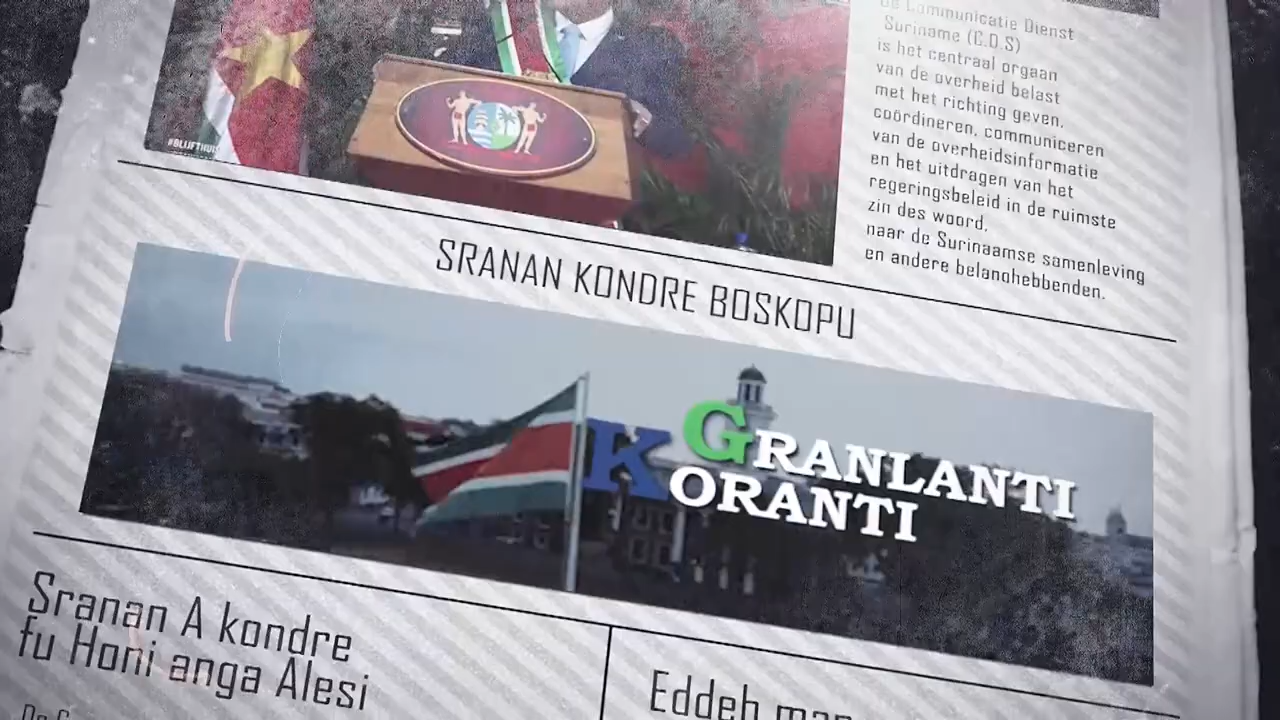 de Communicatie Dienst
Suriname (C.D.S)
is het centraal orgaan
van de overheid belast
met het richting geven,
coördineren, communiceren
van de overheidsinformatie
en het uitdragen van het
regeringsbeleid in de ruimste
zin des woord,
naar de Surinaamse samenleving
en andere belanghebbenden.
SRANAN KONDRE BOSKOPU
GRANLANTI
KORANTI
Sranan A kondre
fu Honi anga Alesi
Eddeh man